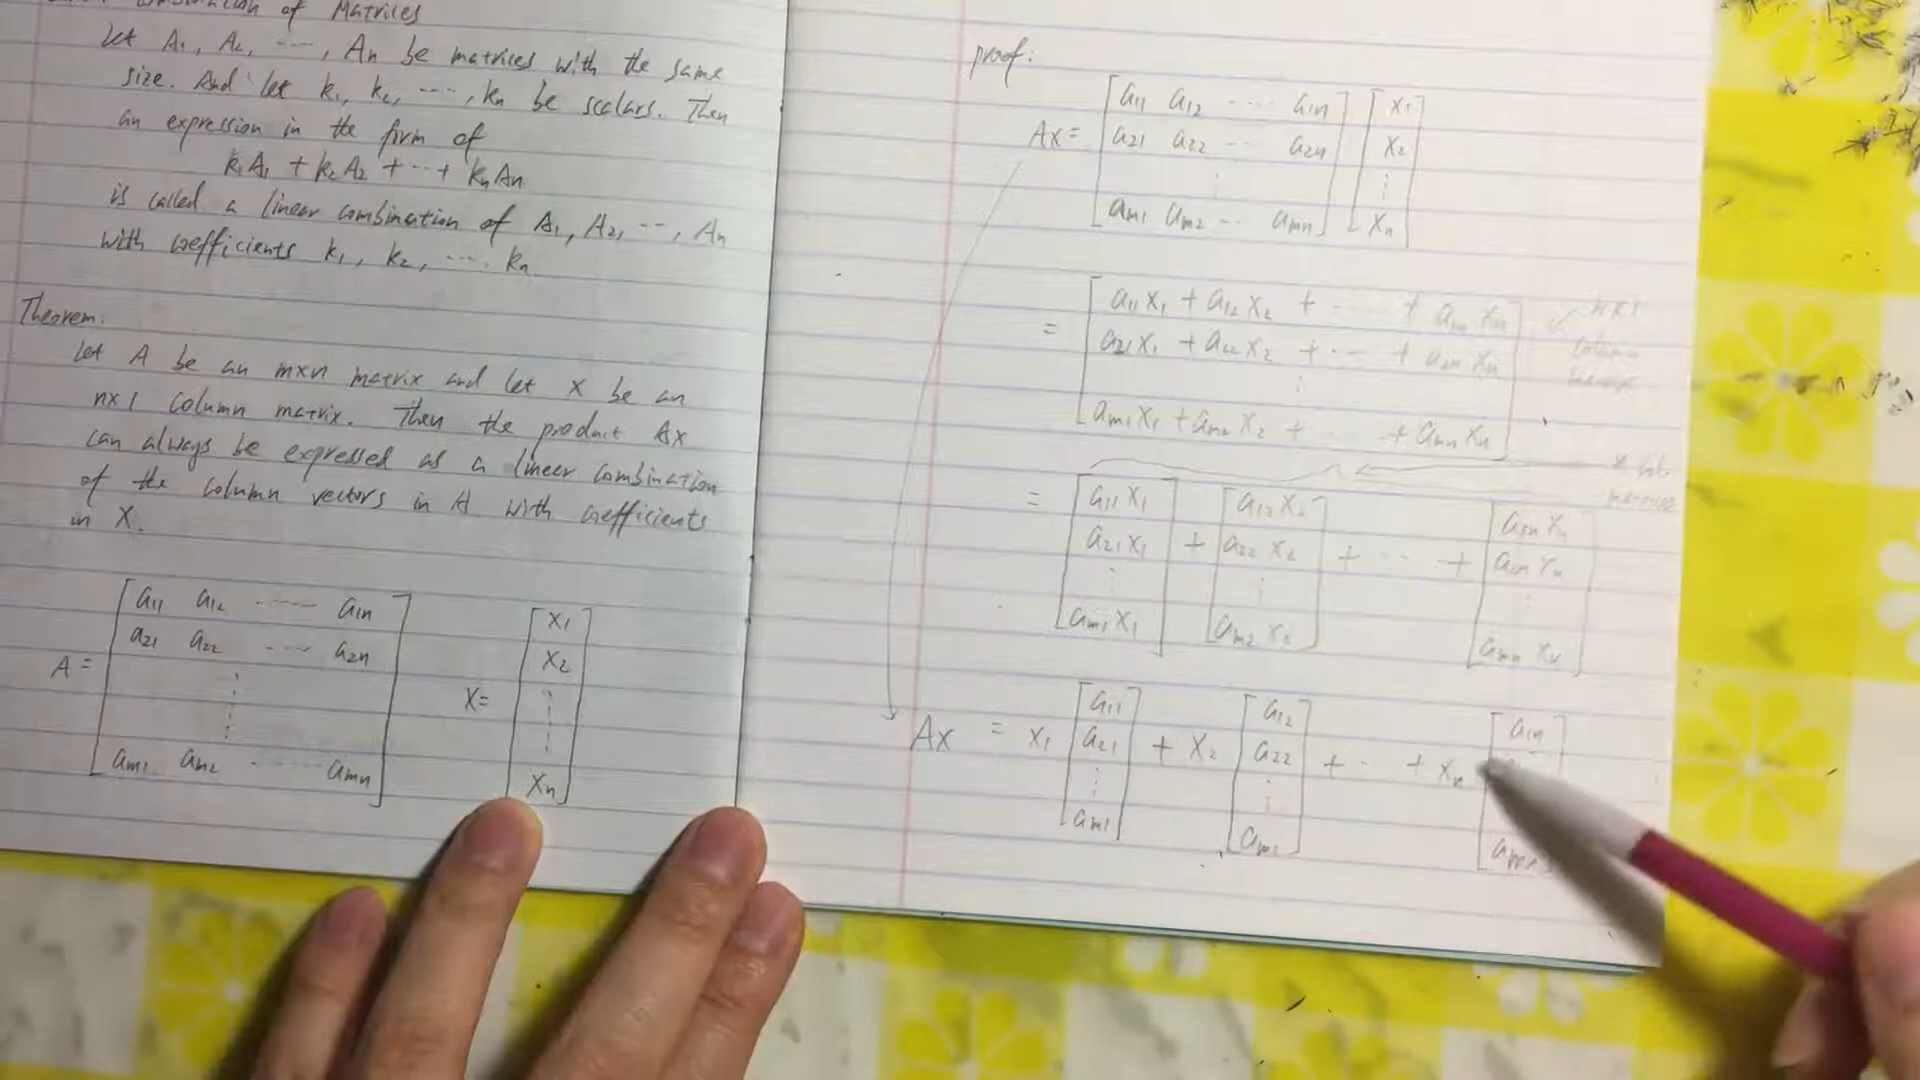 Combination of Matrices
Let A1, A2, ----, An be matrices with the same
size. And let k1, k2, ----, kn be scalars. Then
an expression in the form of
k1A1 + k2A2 + --- + knAn
is called a linear combination of A1, A2, ---, An
with coefficients k1, k2, ---- kn.
Theorem:
Let A be an mxn matrix and let X be an
nx1 column matrix. Then the product Ax
can always be expressed as a linear combination
of the column vectors in A with coefficients
in X.
a11 a12 ----- a1n
a21 a22 ---- a2n
A =
am1 am2 ---- amn
x1
x2
X=
xn
proof:
a11 a12 ---- a1n x1
Ax = a21 a22 --- a2n x2
am1 am2 --- amn xn
a11x1 + a12x2 + ---- + a1nxn
= a21x1 + a22x2 + --- + a2nxn
am1x1 + am2x2 + --- + amnxn
column
= a11x1 a12x2
a21x1 + a22x2 + --- +
am1x1 am2x2 amnxn
a11 a12 a1n
Ax = x1 a21 + x2 a22 + --- + xn
am1